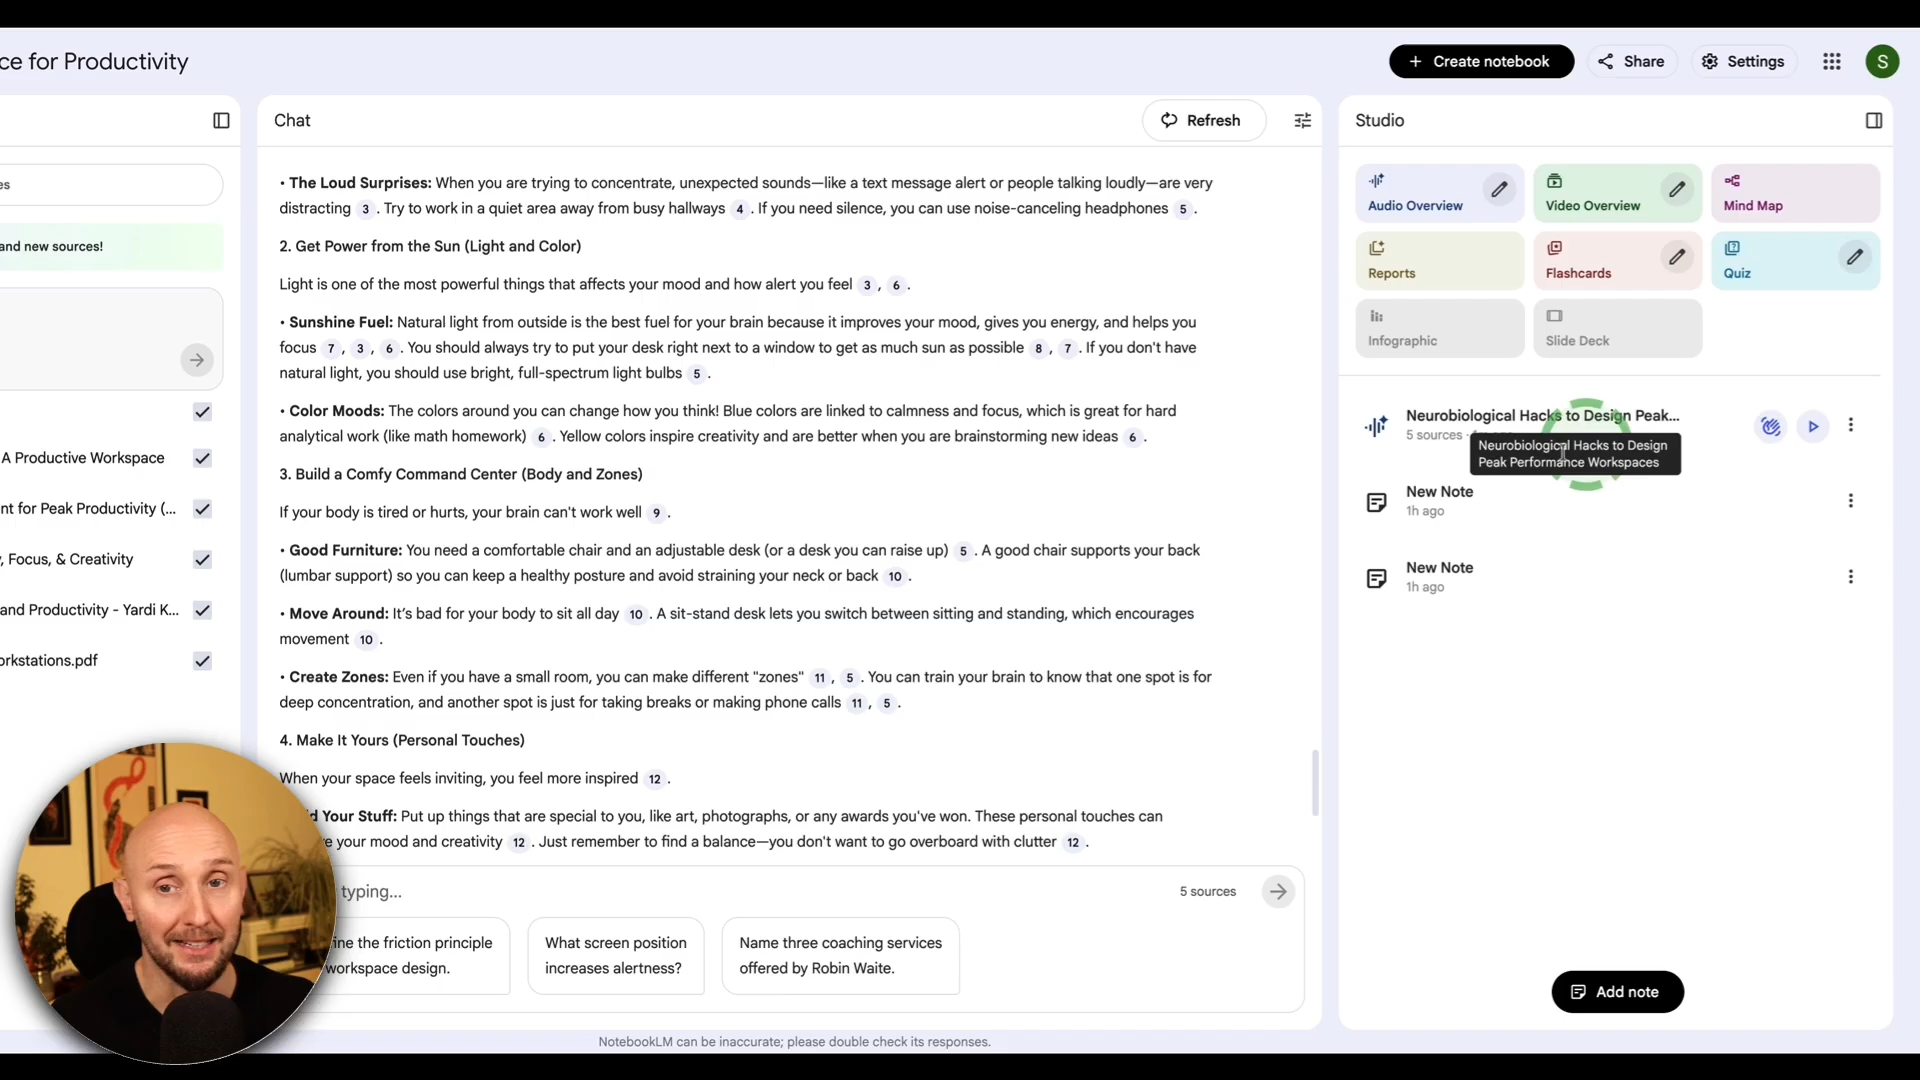 ce for Productivity
Create notebook
Share
Settings
S
es
and new sources!
A Productive Workspace
nt for Peak Productivity (...
, Focus, & Creativity
and Productivity - Yardi K...
orkstations.pdf
Chat
Refresh
• The Loud Surprises: When you are trying to concentrate, unexpected sounds—like a text message alert or people talking loudly—are very
distracting 3 . Try to work in a quiet area away from busy hallways 4 . If you need silence, you can use noise-canceling headphones 5 .
2. Get Power from the Sun (Light and Color)
Light is one of the most powerful things that affects your mood and how alert you feel 3 , 6 .
• Sunshine Fuel: Natural light from outside is the best fuel for your brain because it improves your mood, gives you energy, and helps you
focus 7 , 3 , 6 . You should always try to put your desk right next to a window to get as much sun as possible 8 , 7 . If you don't have
natural light, you should use bright, full-spectrum light bulbs 5 .
• Color Moods: The colors around you can change how you think! Blue colors are linked to calmness and focus, which is great for hard
analytical work (like math homework) 6 . Yellow colors inspire creativity and are better when you are brainstorming new ideas 6 .
3. Build a Comfy Command Center (Body and Zones)
If your body is tired or hurts, your brain can't work well 9 .
• Good Furniture: You need a comfortable chair and an adjustable desk (or a desk you can raise up) 5 . A good chair supports your back
(lumbar support) so you can keep a healthy posture and avoid straining your neck or back 10 .
• Move Around: It's bad for your body to sit all day 10 . A sit-stand desk lets you switch between sitting and standing, which encourages
movement 10 .
• Create Zones: Even if you have a small room, you can make different "zones" 11 , 5 . You can train your brain to know that one spot is for
deep concentration, and another spot is just for taking breaks or making phone calls 11 , 5 .
4. Make It Yours (Personal Touches)
When your space feels inviting, you feel more inspired 12 .
d Your Stuff: Put up things that are special to you, like art, photographs, or any awards you've won. These personal touches can
e your mood and creativity 12 . Just remember to find a balance—you don't want to go overboard with clutter 12 .
typing...
5 sources
ine the friction principle
workspace design.
What screen position
increases alertness?
Name three coaching services
offered by Robin Waite.
NotebookLM can be inaccurate; please double check its responses.
Studio
Audio Overview
Video Overview
Mind Map
Reports
Flashcards
Quiz
Infographic
Slide Deck
Neurobiological Hacks to Design Peak...
5 sources ·
Neurobiological Hacks to Design
Peak Performance Workspaces
New Note
1h ago
New Note
1h ago
Add note